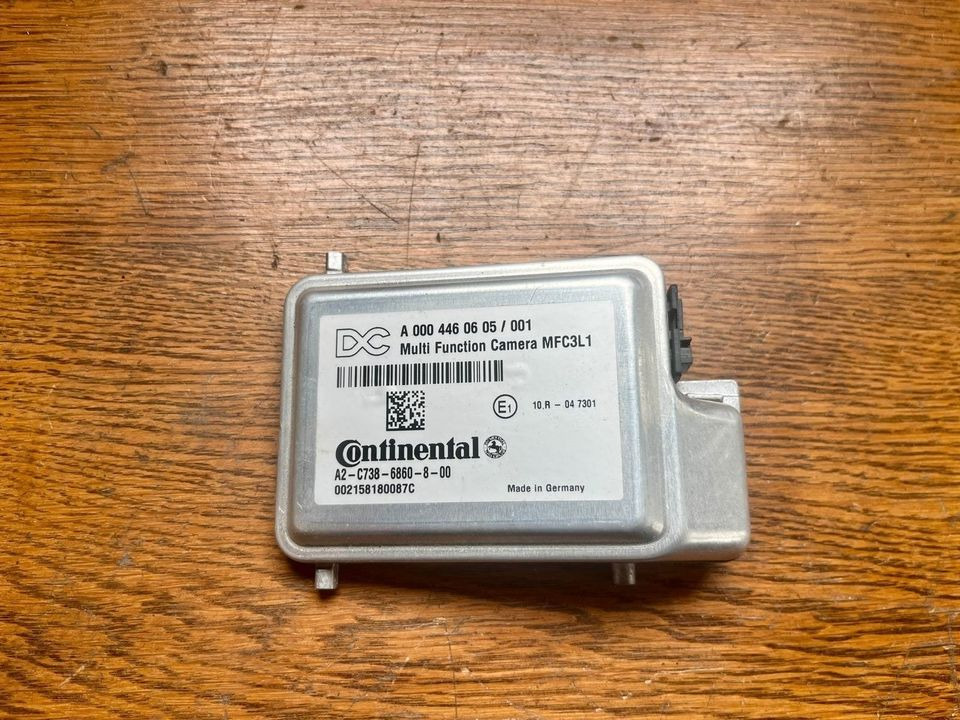 DC A 000 446 06 05 / 001
Multi Function Camera MFC3L1
E1 10.R - 04 7301
Continental
A2-C738-6860-8-00
002158180087C
Made in Germany